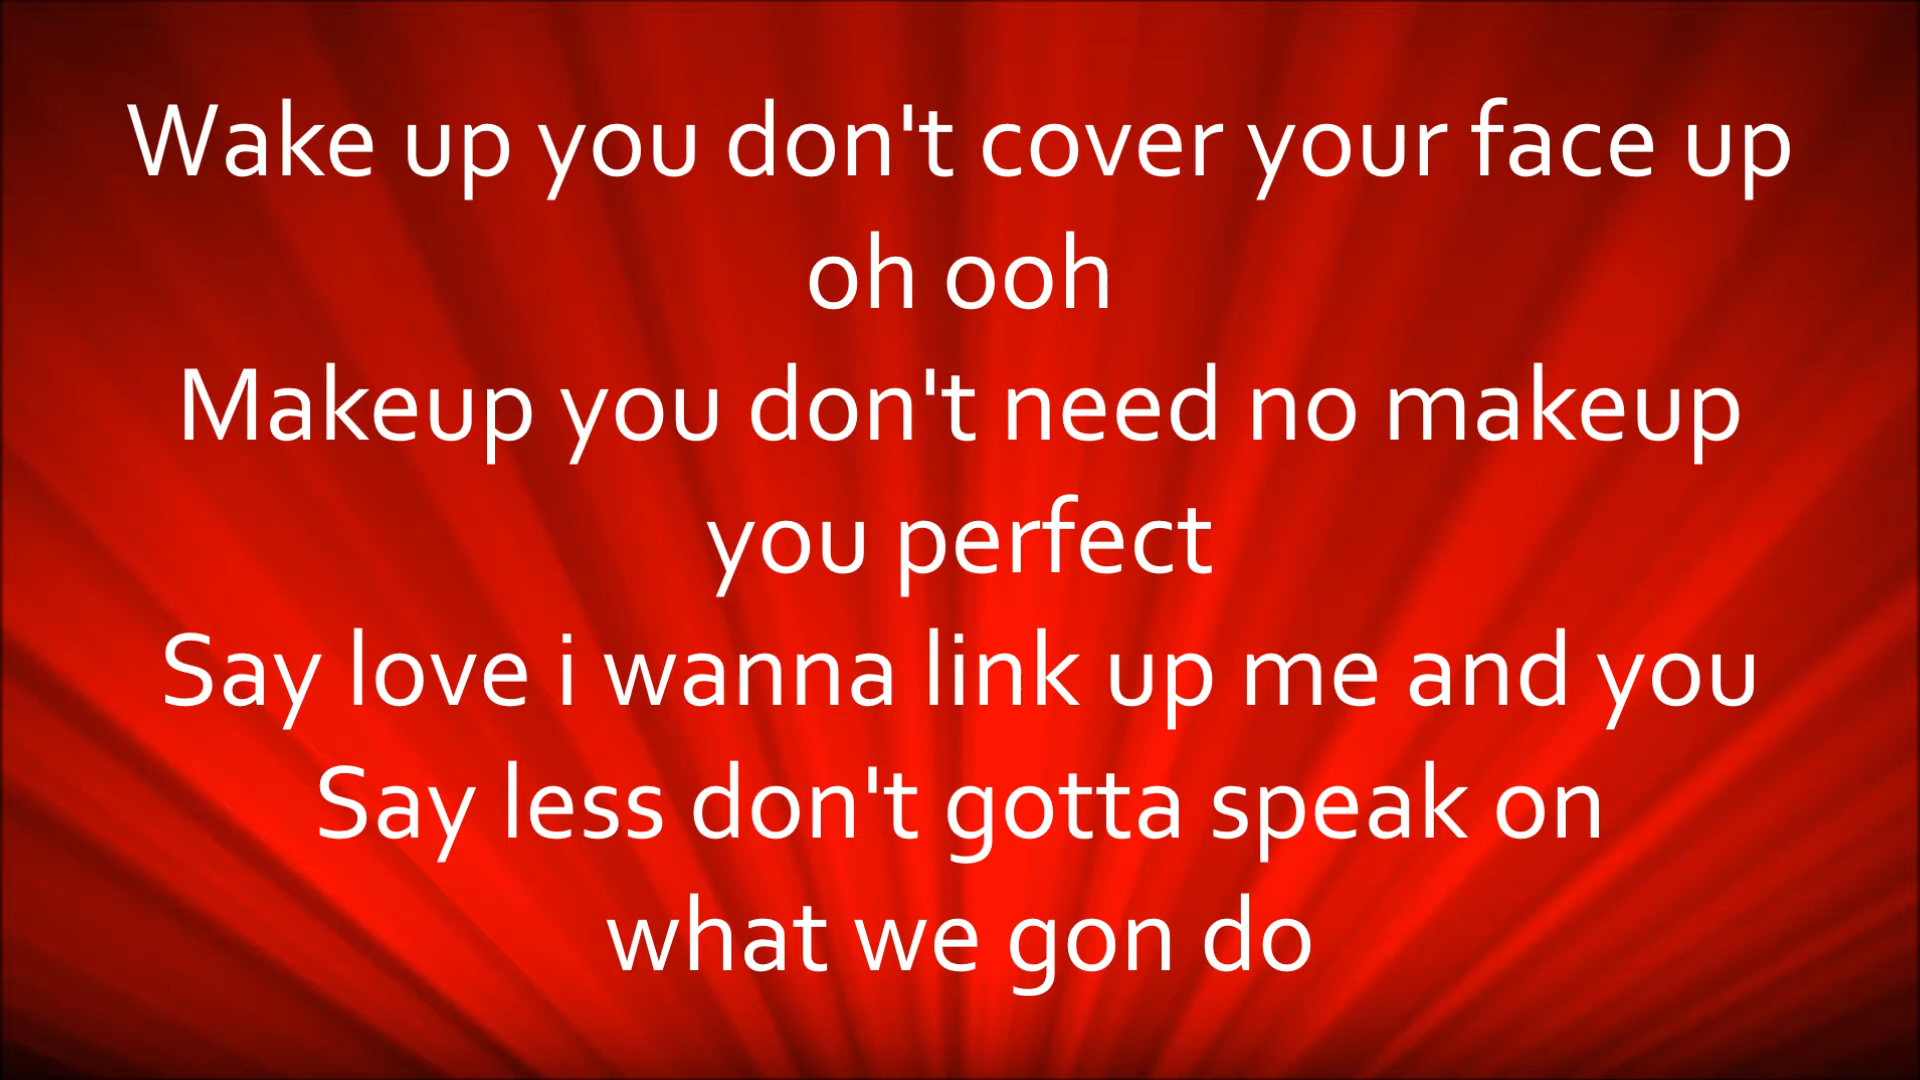 Wake up you don't cover your face up
oh ooh
Makeup you don't need no makeup
you perfect
Say love i wanna link up me and you
Say less don't gotta speak on
what we gon do